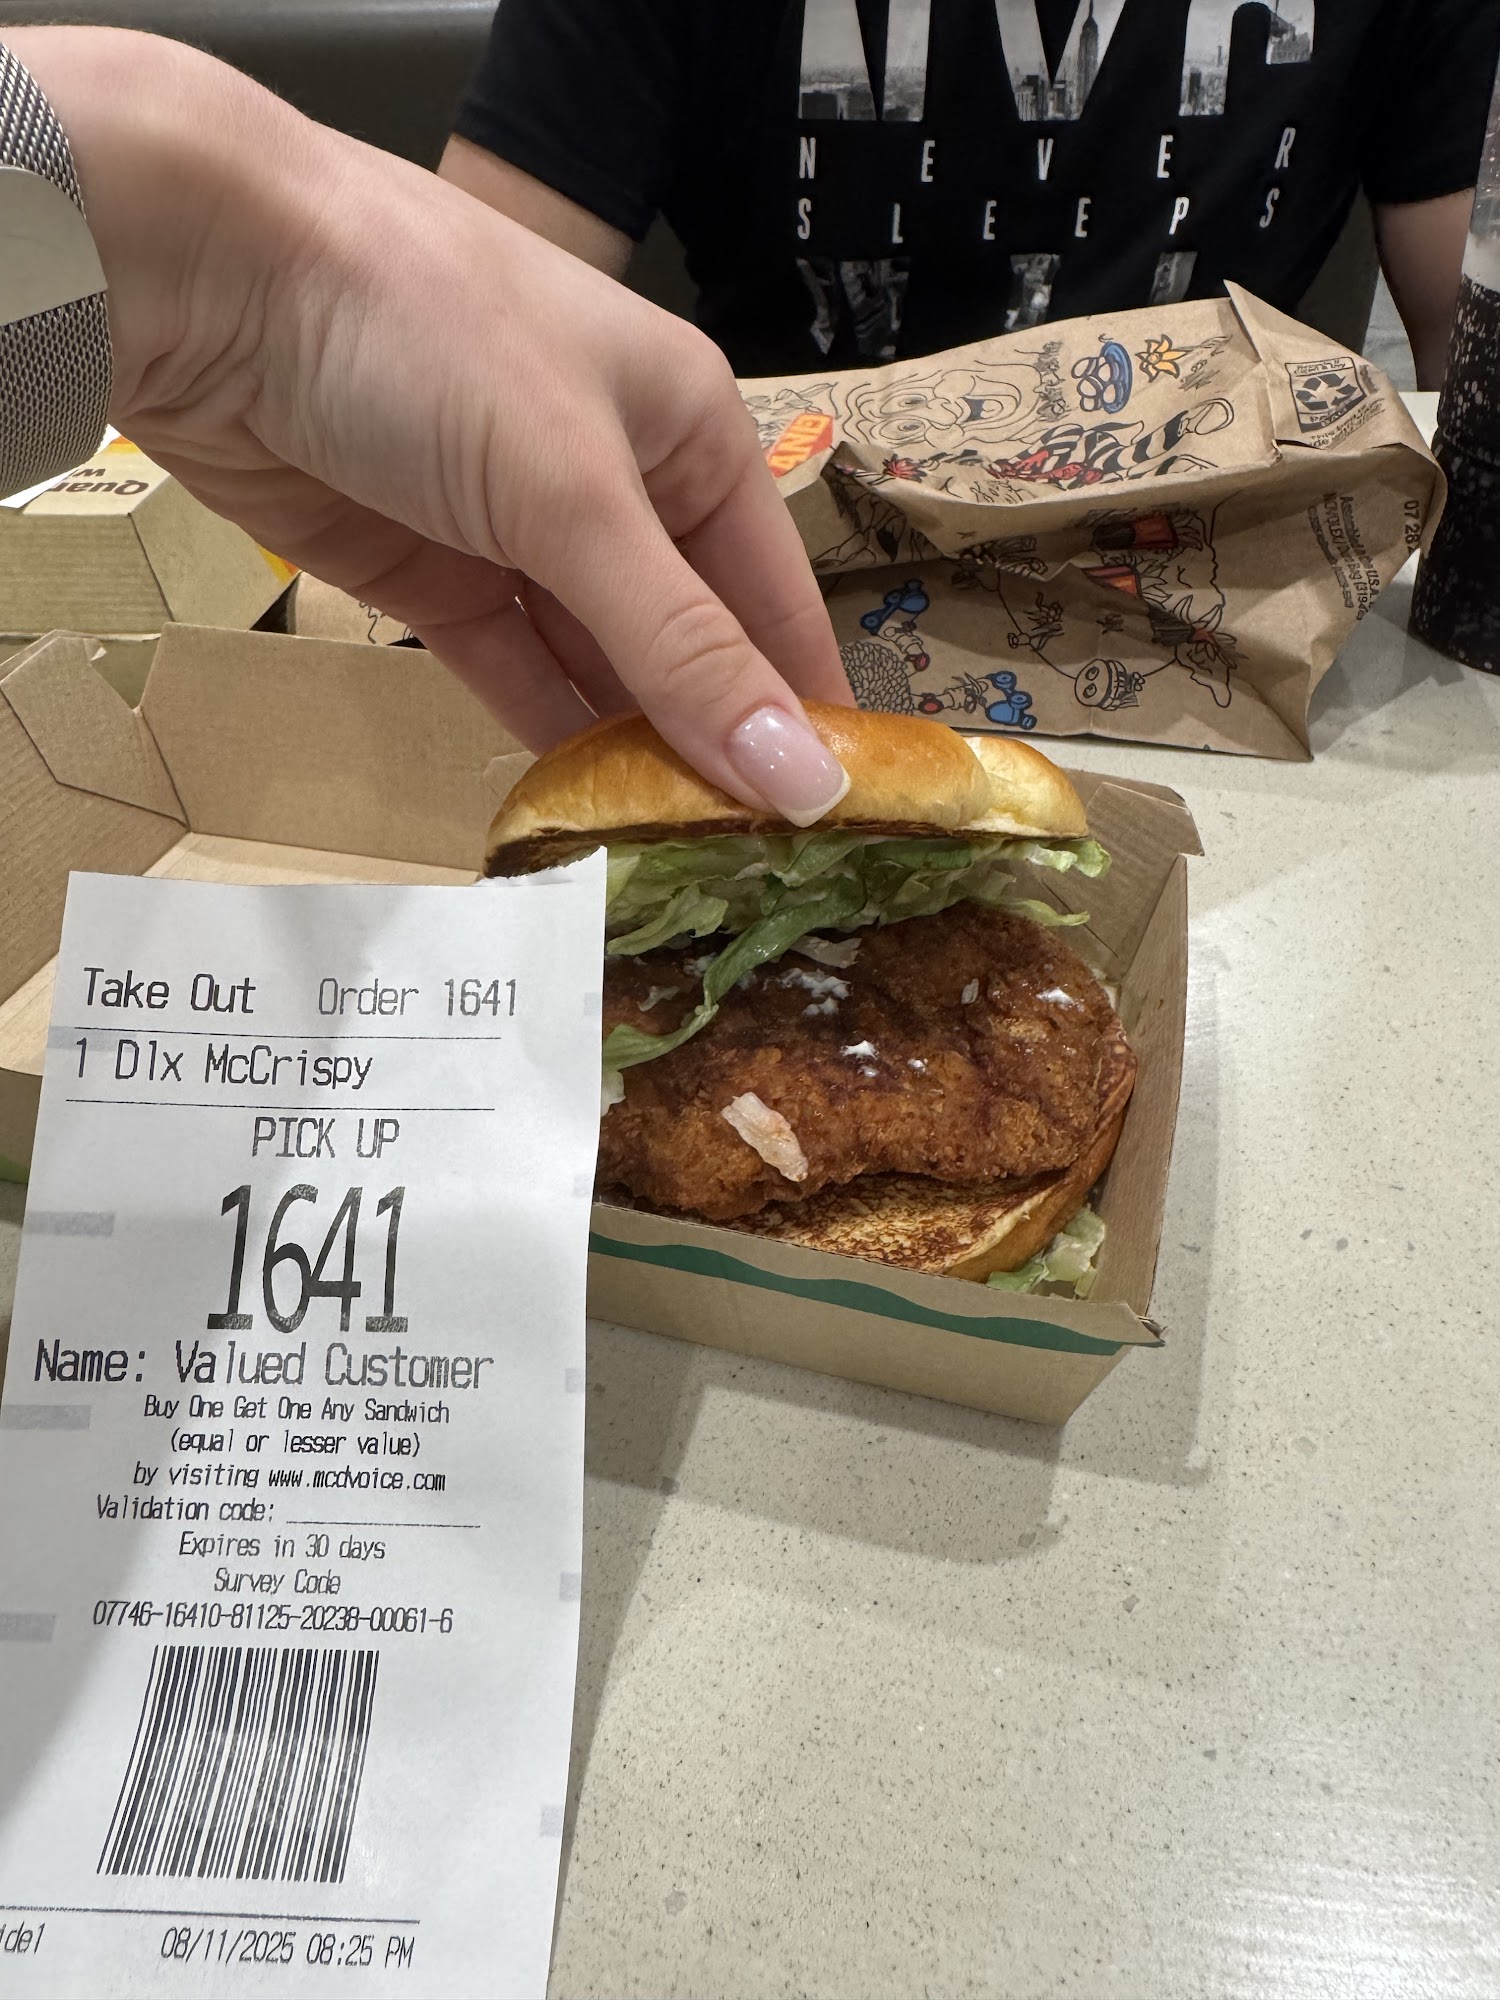 NYC
NEVER
SLEEPS
Take Out Order 1641
1 Dlx McCrispy
PICK UP
1641
Name: Valued Customer
Buy One Get One Any Sandwich
(equal or lesser value)
by visiting www.mcdvoice.com
Validation code:
Expires in 30 days
Survey Code
07746-16410-81125-20238-00061-6
08/11/2025 08:25 PM